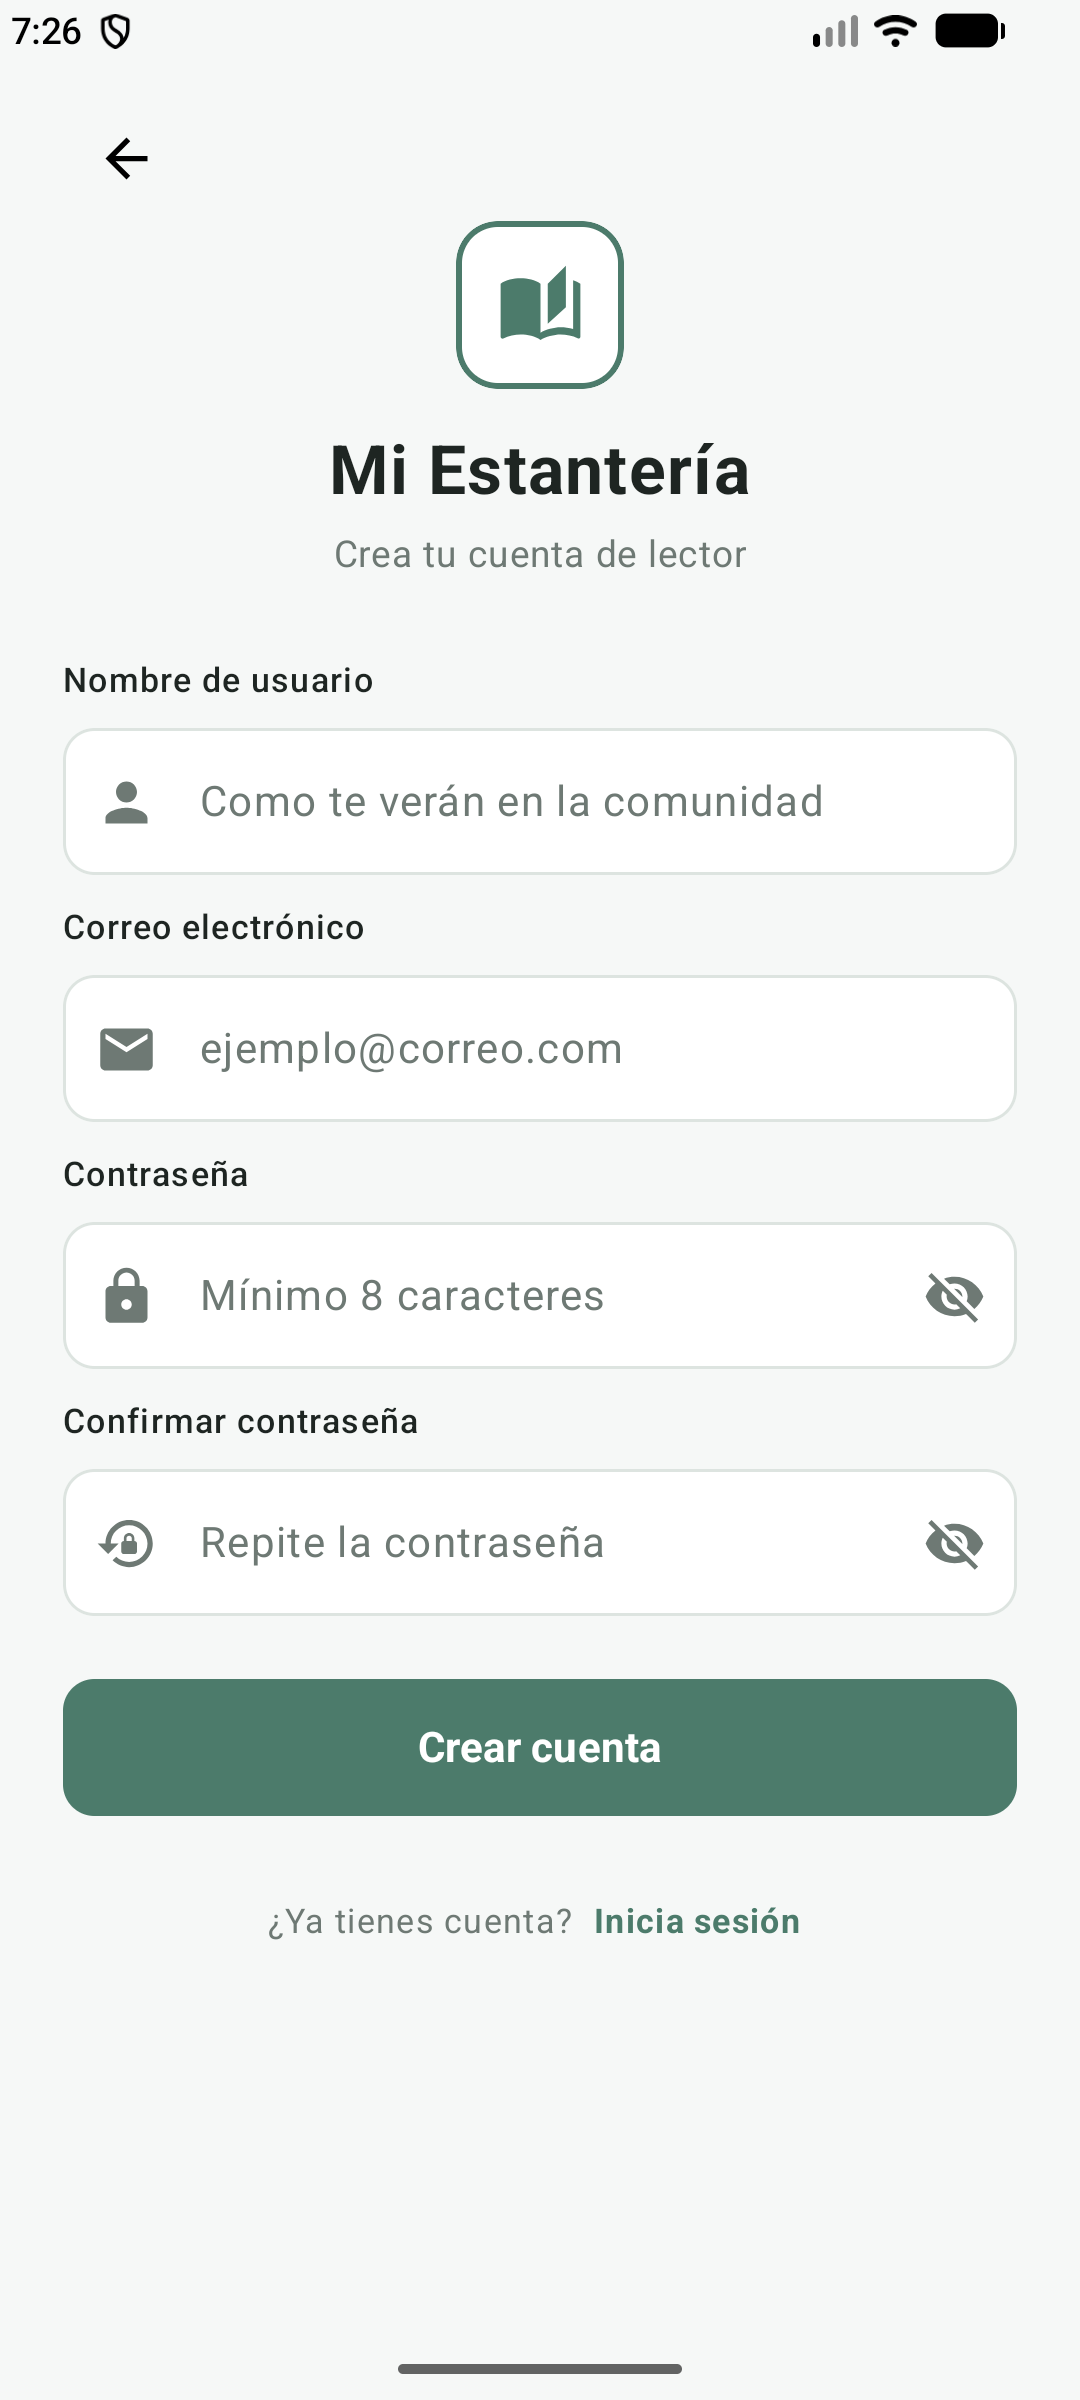 7:26
Mi Estantería
Crea tu cuenta de lector
Nombre de usuario
Como te verán en la comunidad
Correo electrónico
ejemplo@correo.com
Contraseña
Mínimo 8 caracteres
Confirmar contraseña
Repite la contraseña
Crear cuenta
¿Ya tienes cuenta? Inicia sesión